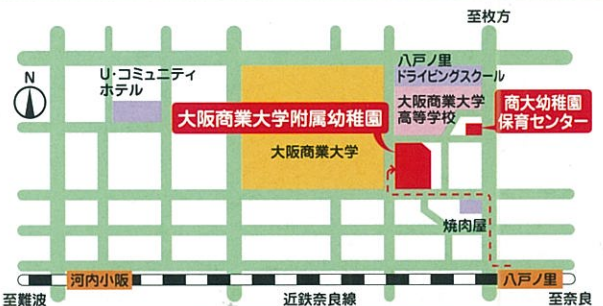 至枚方
八戸ノ里
ドライビングスクール
U・コミュニティ
ホテル
N
大阪商業大学
高等学校
商大幼稚園
保育センター
大阪商業大学附属幼稚園
大阪商業大学
焼肉屋
河内小阪
八戸ノ里
至難波
近鉄奈良線
至奈良